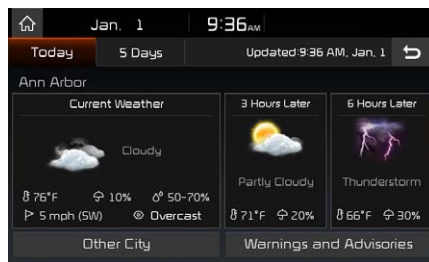 Jan. 1 9:36AM
Today 5 Days Updated:9:36 AM, Jan. 1
Ann Arbor
Current Weather
Cloudy
76°F 10% 50-70%
5 mph (SW) Overcast
3 Hours Later
Partly Cloudy
71°F 20%
6 Hours Later
Thunderstorm
66°F 30%
Other City Warnings and Advisories